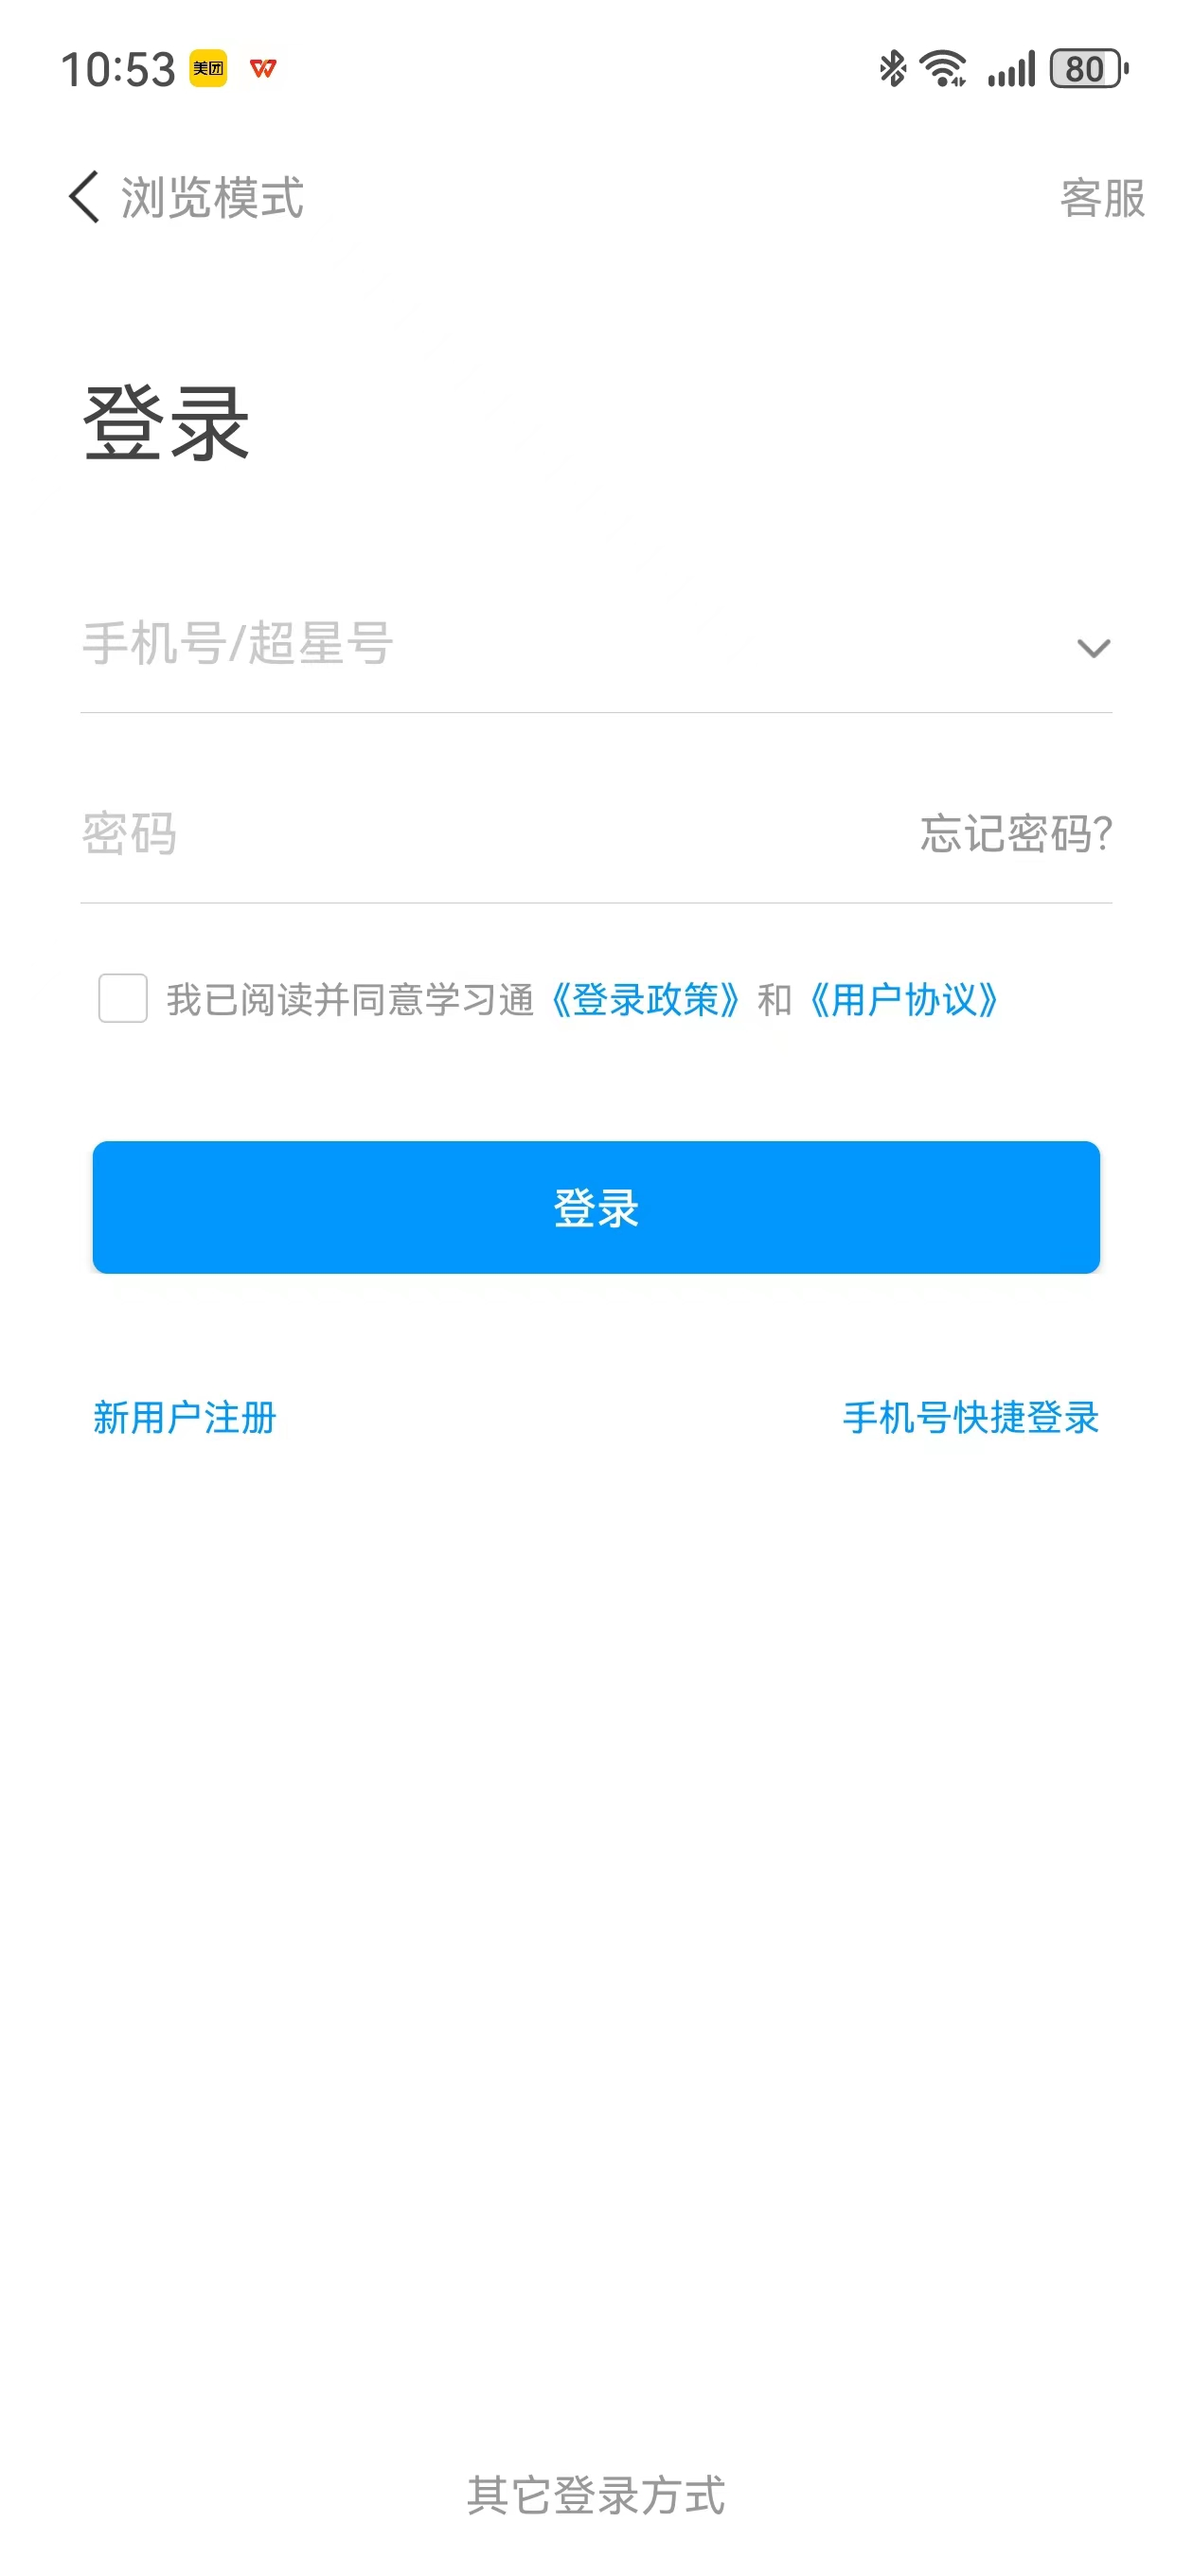 10:53 美团 80
浏览模式 客服
登录
手机号/超星号
密码 忘记密码?
我已阅读并同意学习通《登录政策》和《用户协议》
登录
新用户注册 手机号快捷登录
其它登录方式